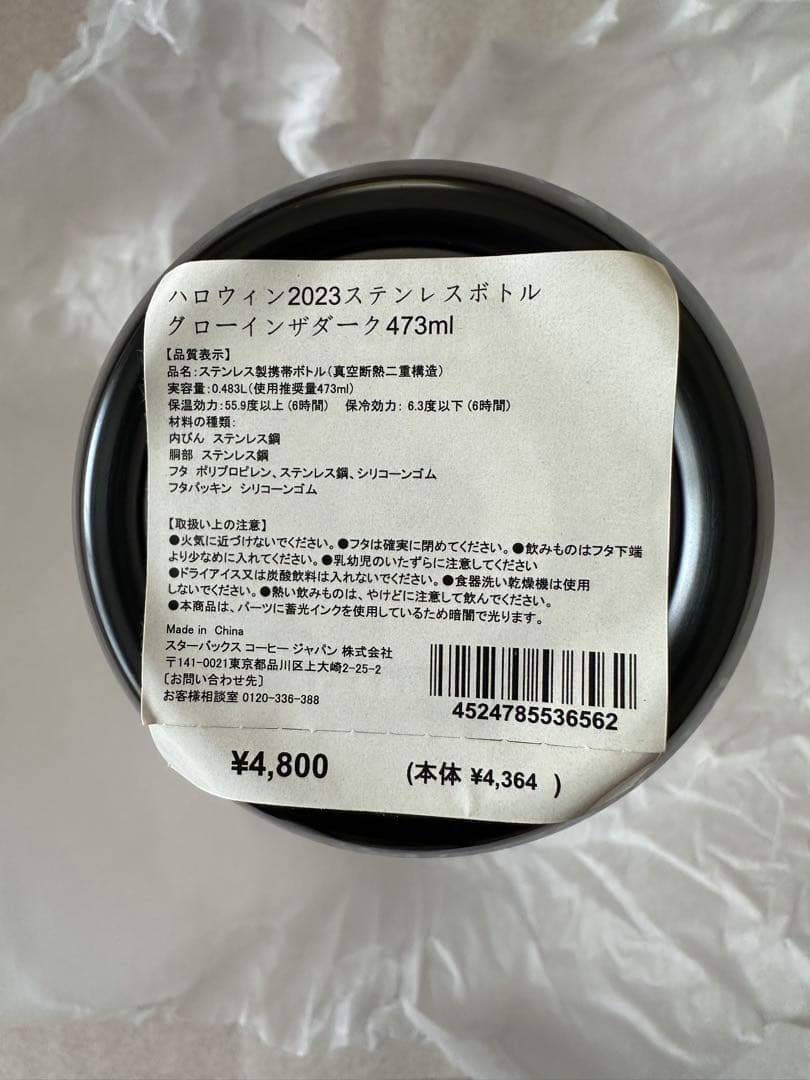 ハロウィン2023ステンレスボトル
グローインザダーク473ml
【品質表示】
品名：ステンレス製携帯ボトル（真空断熱二重構造）
実容量：0.483L（使用推奨量473ml）
保温効力：55.9度以上（6時間） 保冷効力： 6.3度以下（6時間）
材料の種類：
内びん ステンレス鋼
胴部 ステンレス鋼
フタ ポリプロピレン、ステンレス鋼、シリコーンゴム
フタパッキン シリコーンゴム
【取扱い上の注意】
●火気に近づけないでください。●フタは確実に閉めてください。●飲みものはフタ下端
より少なめに入れてください。●乳幼児のいたずらに注意してください
●ドライアイス又は炭酸飲料は入れないでください。●食器洗い乾燥機は使用
しないでください。●熱い飲みものは、やけどに注意して飲んでください。
●本商品は、パーツに蓄光インクを使用しているため暗闇で光ります。
Made in China
スターバックス コーヒー ジャパン 株式会社
〒141-0021東京都品川区上大崎2-25-2
［お問い合わせ先］
お客様相談室 0120-336-388
4524785536562
¥4,800 (本体 ¥4,364 )